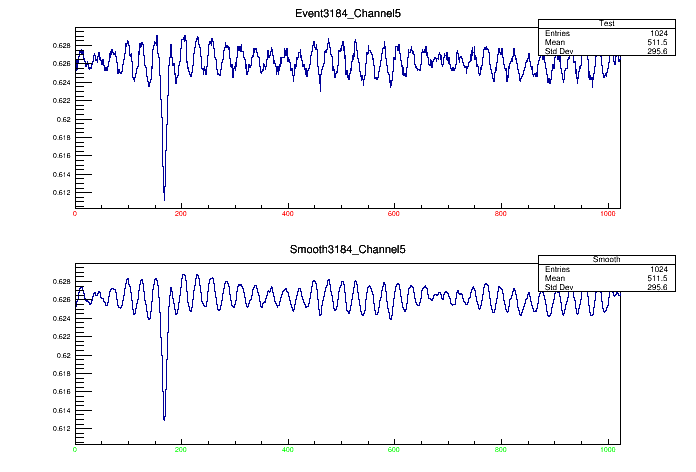 Event3184_Channel5
Test
Entries 1024
Mean 511.5
Std Dev 295.6
0.628
0.626
0.624
0.622
0.62
0.618
0.616
0.614
0.612
0 200 400 600 800 1000
Smooth3184_Channel5
Smooth
Entries 1024
Mean 511.5
Std Dev 295.6
0.628
0.626
0.624
0.622
0.62
0.618
0.616
0.614
0.612
0 200 400 600 800 1000